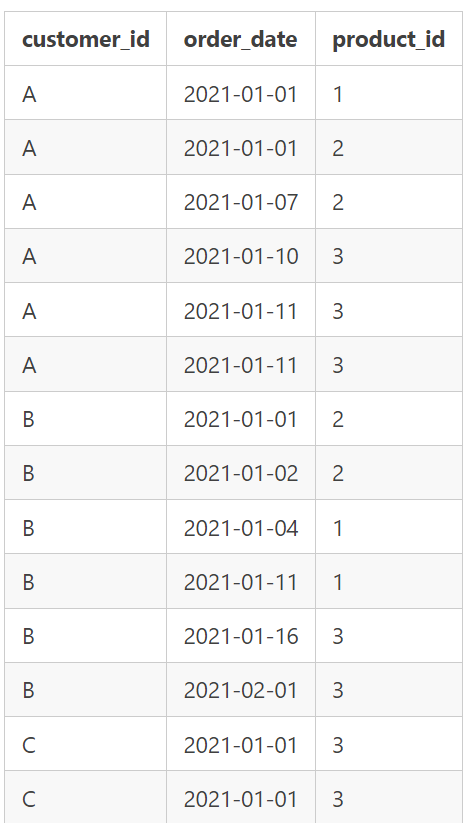 customer_id order_date product_id
A 2021-01-01 1
A 2021-01-01 2
A 2021-01-07 2
A 2021-01-10 3
A 2021-01-11 3
A 2021-01-11 3
B 2021-01-01 2
B 2021-01-02 2
B 2021-01-04 1
B 2021-01-11 1
B 2021-01-16 3
B 2021-02-01 3
C 2021-01-01 3
C 2021-01-01 3